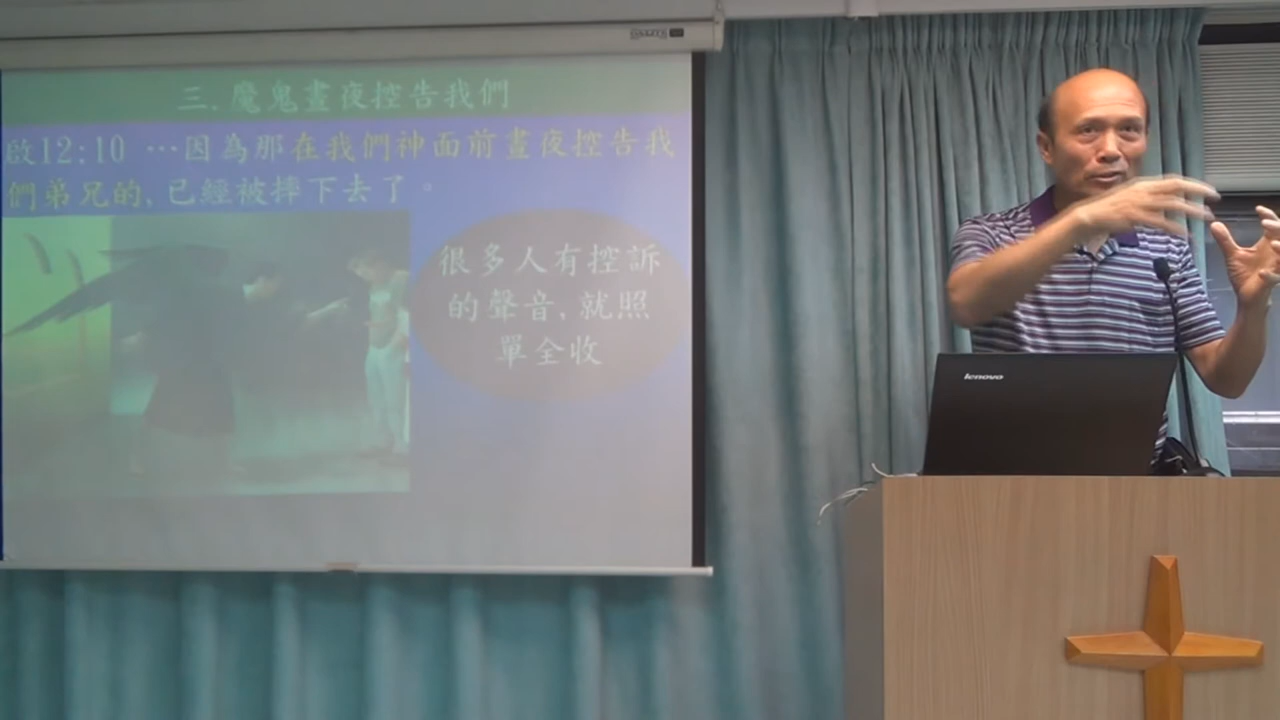 三.魔鬼晝夜控告我們
啟12:10 …因為那在我們神面前晝夜控告我
們弟兄的,已經被摔下去了。
很多人有控訴
的聲音,就照
單全收
lenovo